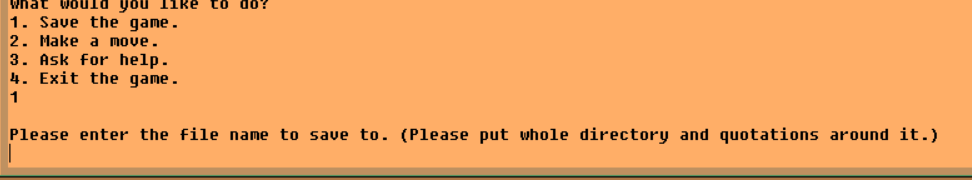 What would you like to do?
1. Save the game.
2. Make a move.
3. Ask for help.
4. Exit the game.
1
Please enter the file name to save to. (Please put whole directory and quotations around it.)